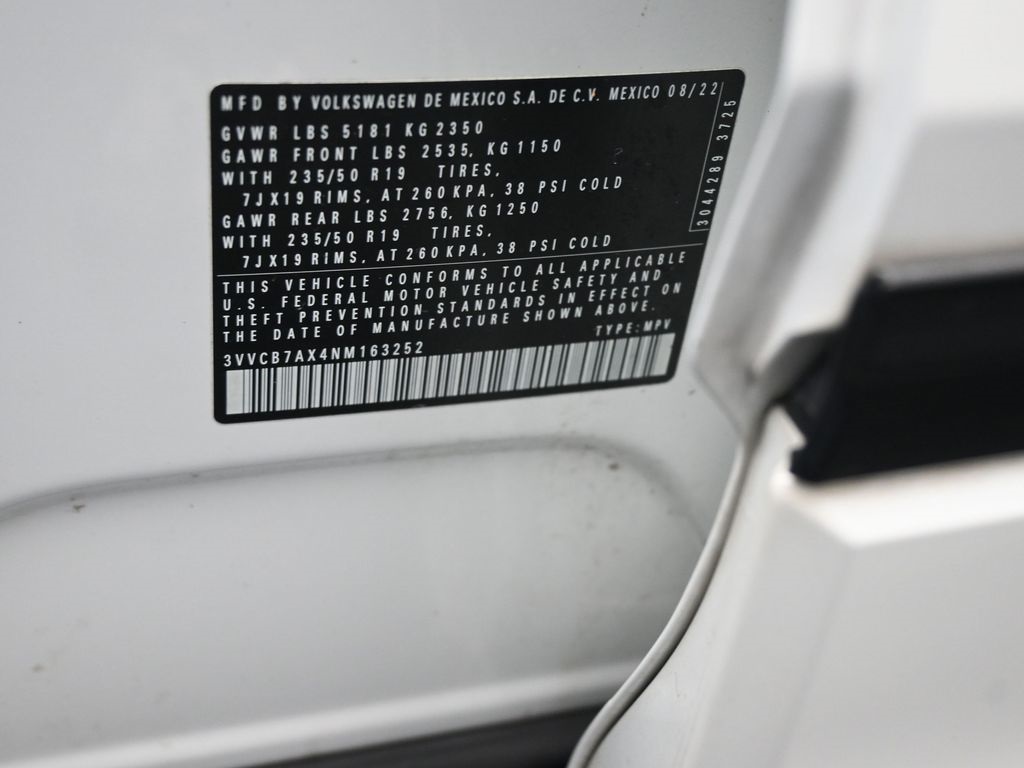 MFD BY VOLKSWAGEN DE MEXICO S.A. DE C.V. MEXICO 08/22
GVWR LBS 5181 KG 2350
GAWR FRONT LBS 2535, KG 1150
WITH 235/50 R19 TIRES,
7JX19 RIMS, AT 260 KPA, 38 PSI COLD
GAWR REAR LBS 2756, KG 1250
WITH 235/50 R19 TIRES,
7JX19 RIMS, AT 260 KPA, 38 PSI COLD
THIS VEHICLE CONFORMS TO ALL APPLICABLE
U.S. FEDERAL MOTOR VEHICLE SAFETY AND
THEFT PREVENTION STANDARDS IN EFFECT ON
THE DATE OF MANUFACTURE SHOWN ABOVE.
TYPE: MPV
3VVCB7AX4NM163252
3044289 3725